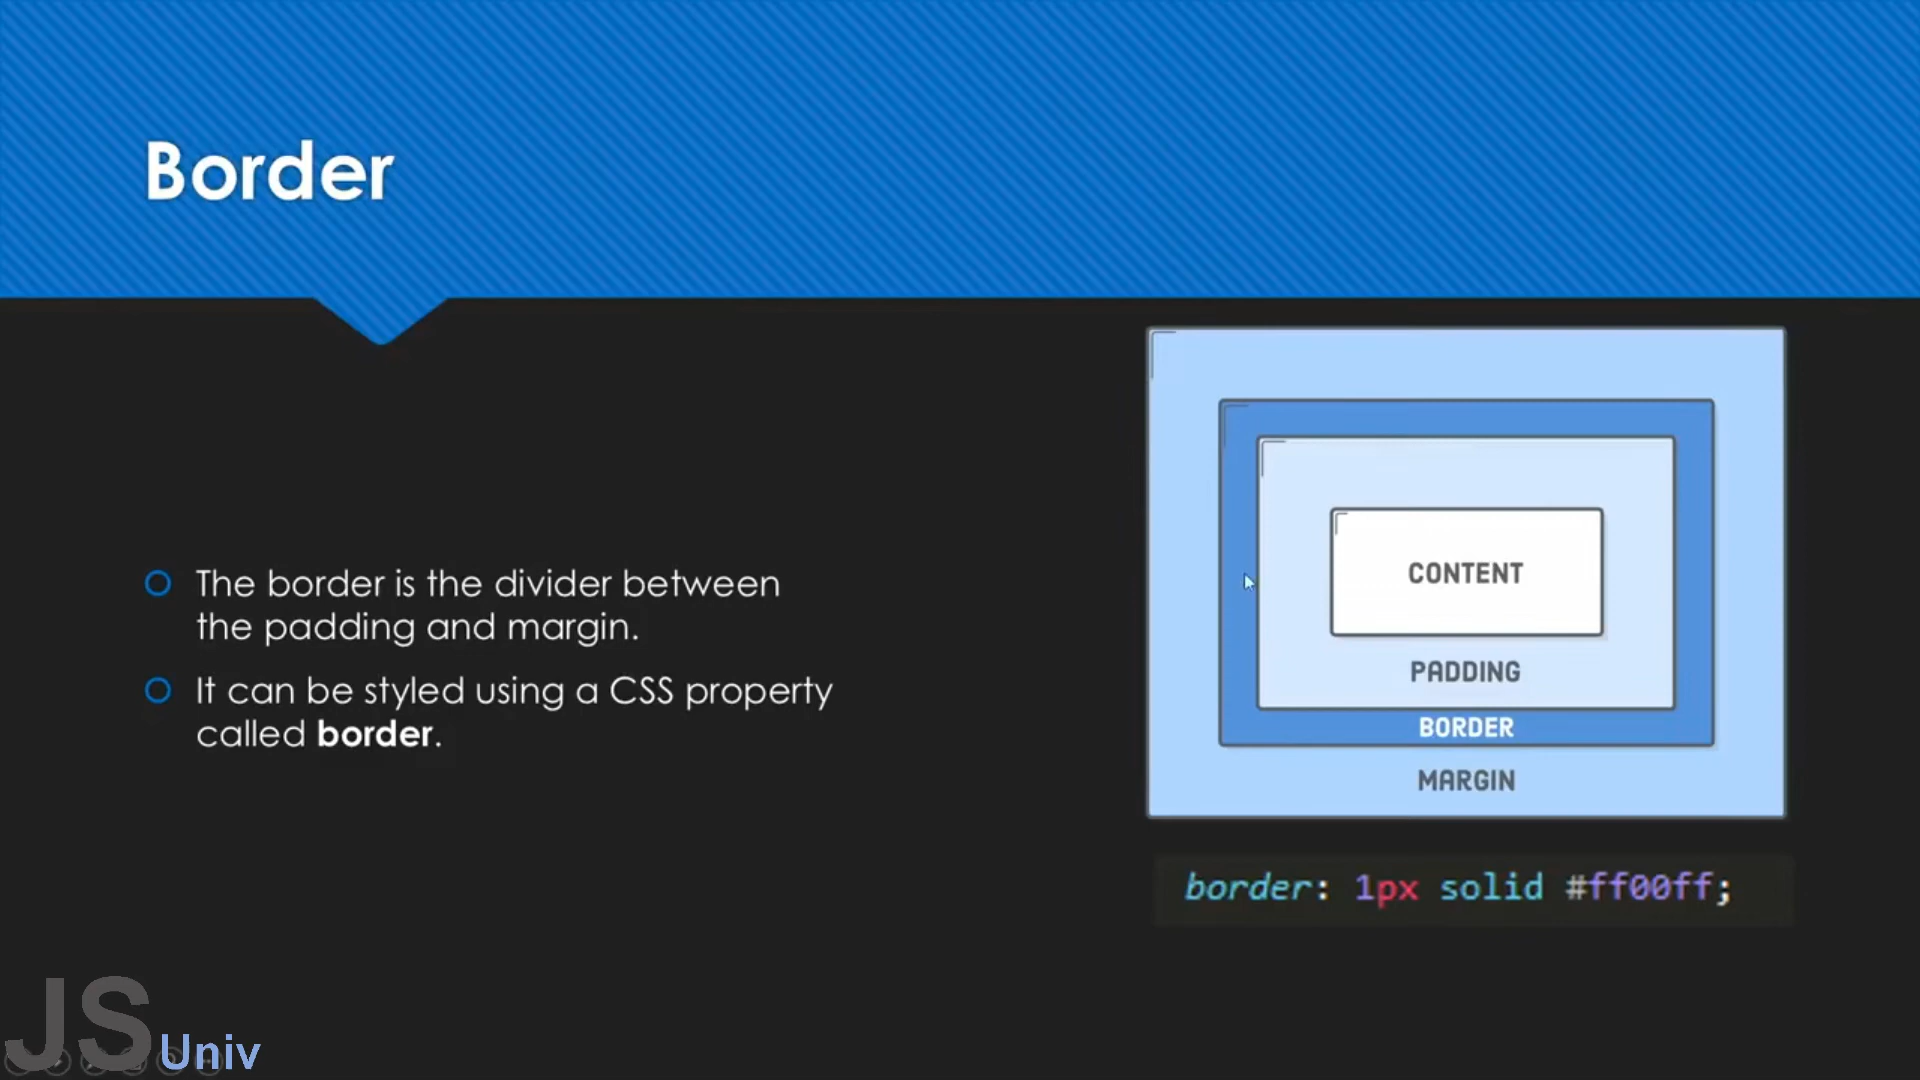 Border
The border is the divider between
the padding and margin.
It can be styled using a CSS property
called border.
CONTENT
PADDING
BORDER
MARGIN
border: 1px solid #ff00ff;
JS Univ